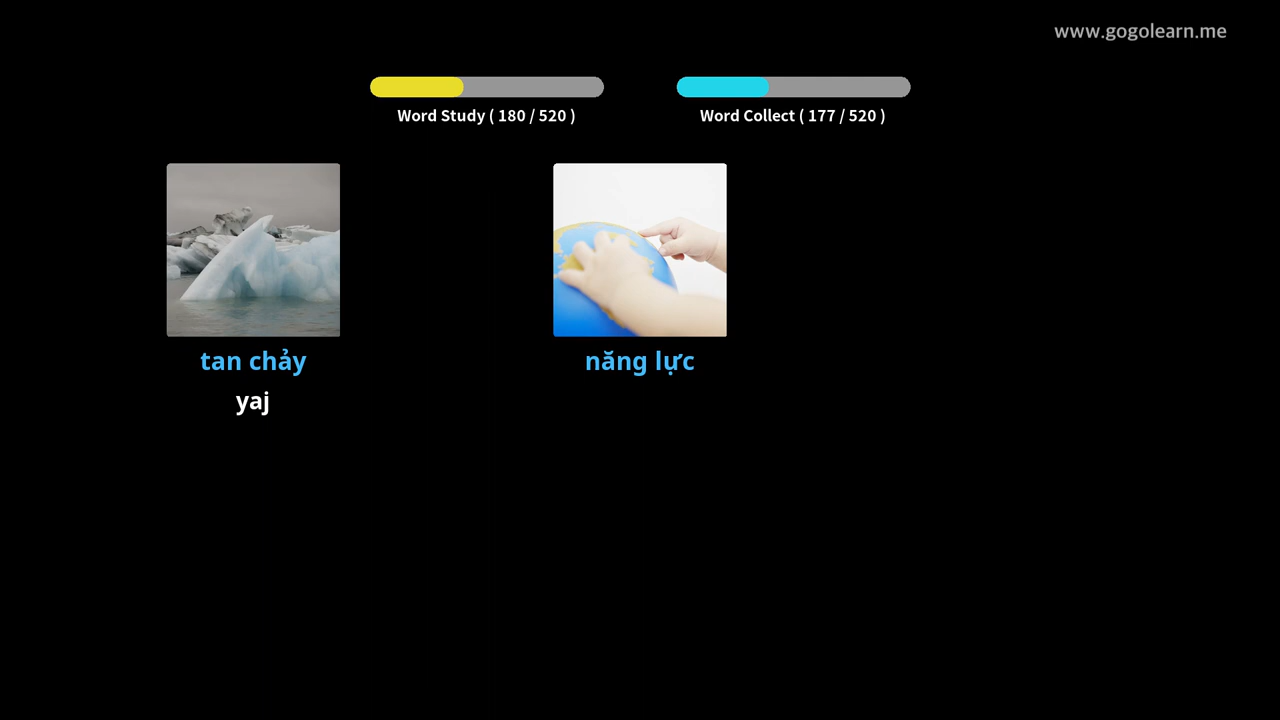 www.gogolearn.me
Word Study ( 180 / 520 )
Word Collect ( 177 / 520 )
tan chảy
năng lực
yaj